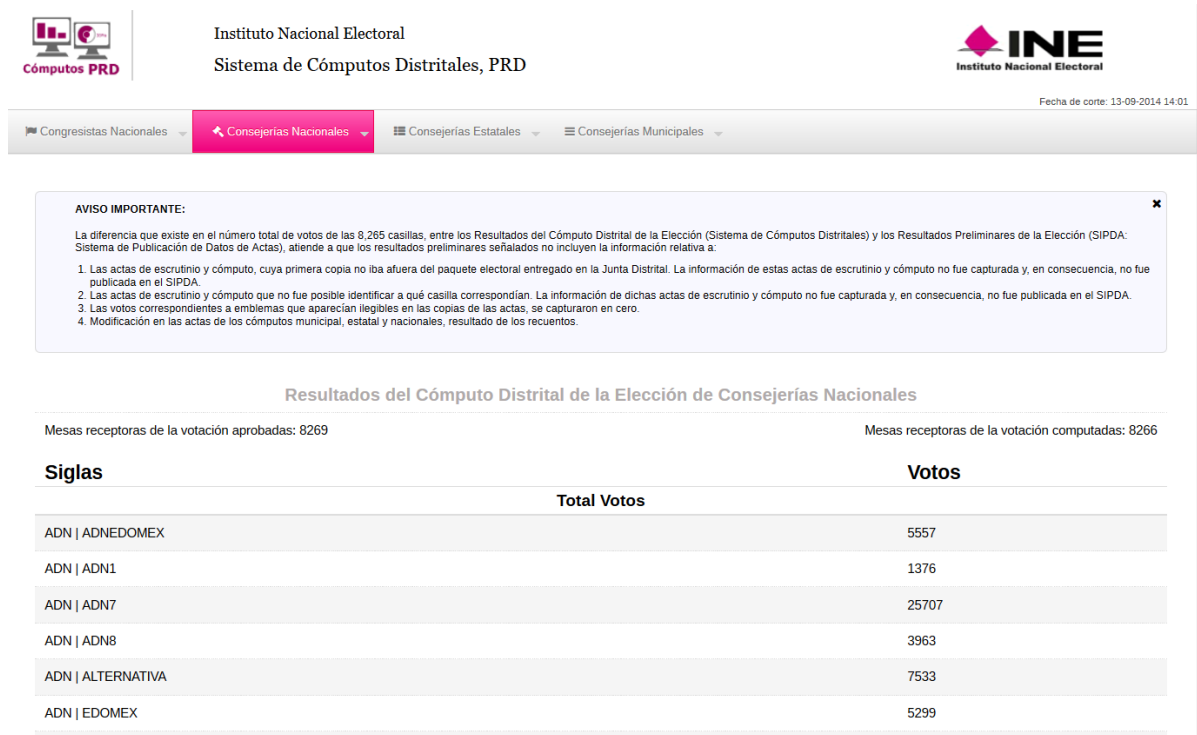 Cómputos PRD
Instituto Nacional Electoral
Sistema de Cómputos Distritales, PRD
INE
Instituto Nacional Electoral
Fecha de corte: 13-09-2014 14:01
Congresistas Nacionales
Consejerías Nacionales
Consejerías Estatales
Consejerías Municipales
AVISO IMPORTANTE:
La diferencia que existe en el número total de votos de las 8,265 casillas, entre los Resultados del Cómputo Distrital de la Elección (Sistema de Cómputos Distritales) y los Resultados Preliminares de la Elección (SIPDA:
Sistema de Publicación de Datos de Actas), atiende a que los resultados preliminares señalados no incluyen la información relativa a:
1. Las actas de escrutinio y cómputo, cuya primera copia no iba afuera del paquete electoral entregado en la Junta Distrital. La información de estas actas de escrutinio y cómputo no fue capturada y, en consecuencia, no fue
publicada en el SIPDA.
2. Las actas de escrutinio y cómputo que no fue posible identificar a qué casilla correspondían. La información de dichas actas de escrutinio y cómputo no fue capturada y, en consecuencia, no fue publicada en el SIPDA.
3. Las votos correspondientes a emblemas que aparecían ilegibles en las copias de las actas, se capturaron en cero.
4. Modificación en las actas de los cómputos municipal, estatal y nacionales, resultado de los recuentos.
Resultados del Cómputo Distrital de la Elección de Consejerías Nacionales
Mesas receptoras de la votación aprobadas: 8269
Mesas receptoras de la votación computadas: 8266
Siglas Votos
Total Votos
ADN | ADNEDOMEX 5557
ADN | ADN1 1376
ADN | ADN7 25707
ADN | ADN8 3963
ADN | ALTERNATIVA 7533
ADN | EDOMEX 5299